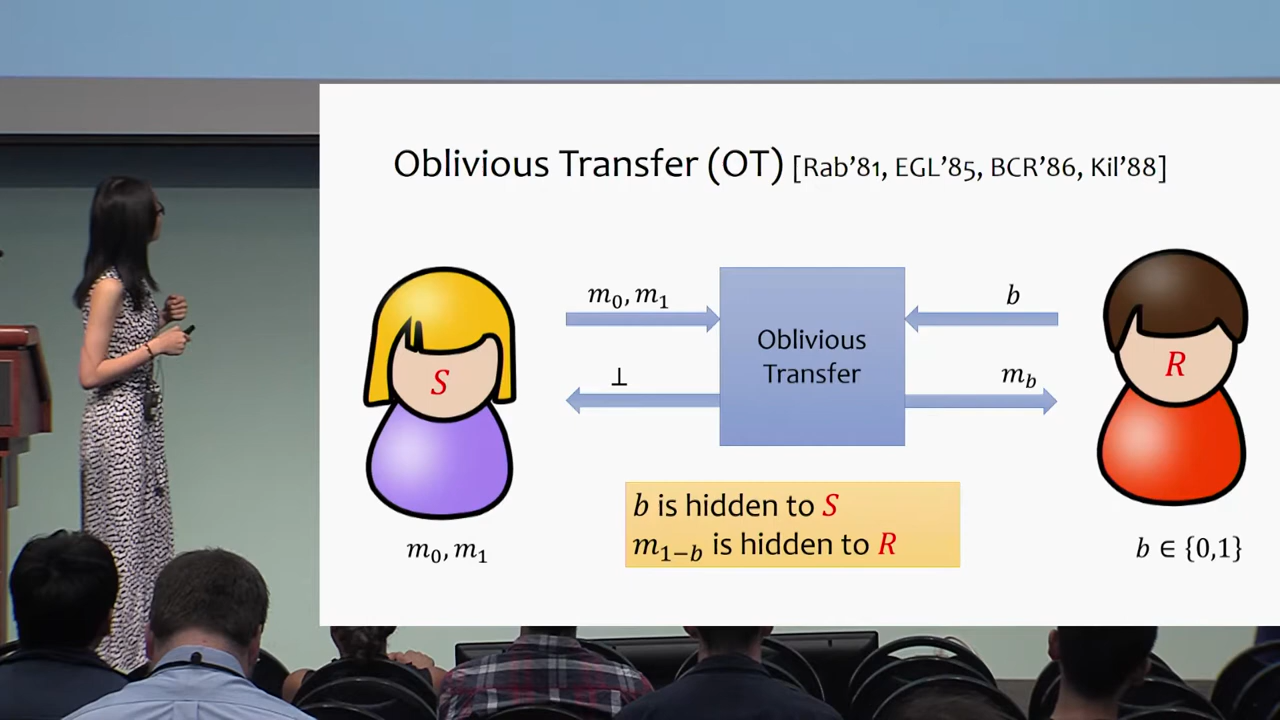 Oblivious Transfer (OT) [Rab'81, EGL'85, BCR'86, Kil'88]
m₀, m₁
b
Oblivious
Transfer
⊥
m_b
S
R
b is hidden to S
m₁₋b is hidden to R
m₀, m₁
b ∈ {0,1}